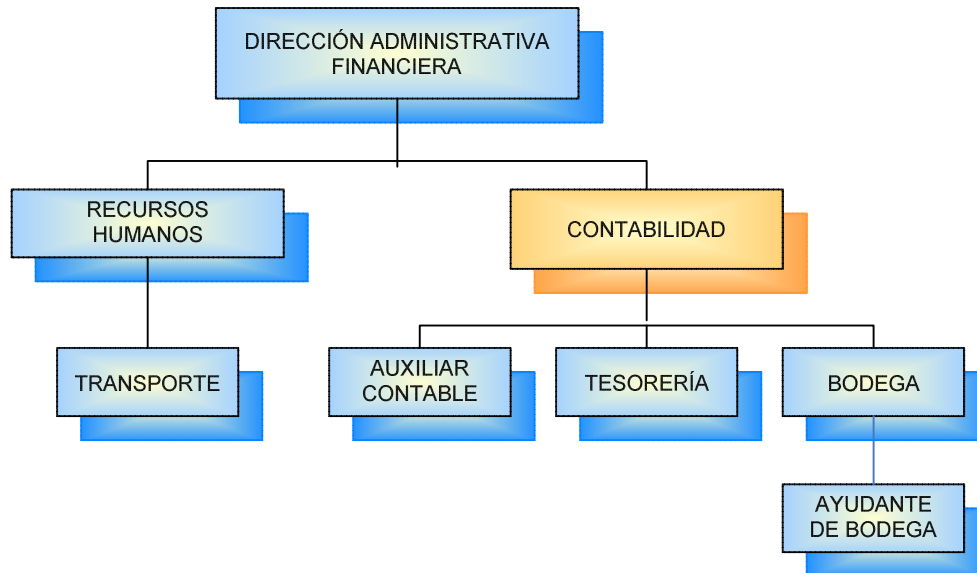 DIRECCIÓN ADMINISTRATIVA
FINANCIERA
RECURSOS
HUMANOS
CONTABILIDAD
TRANSPORTE
AUXILIAR
CONTABLE
TESORERÍA
BODEGA
AYUDANTE
DE BODEGA